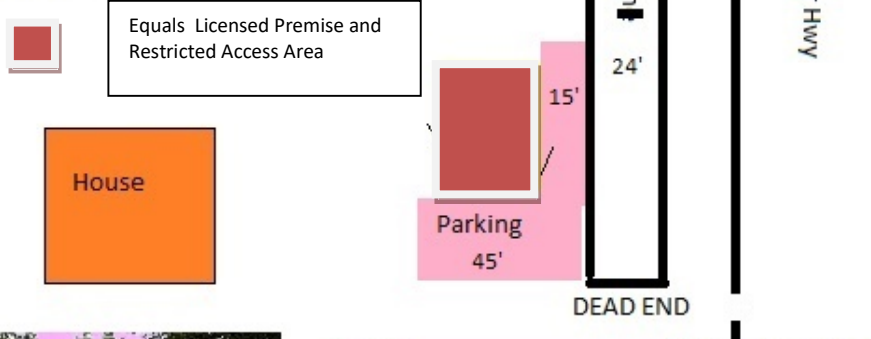 Equals Licensed Premise and
Restricted Access Area
Hwy
24'
15'
House
Parking
45'
DEAD END